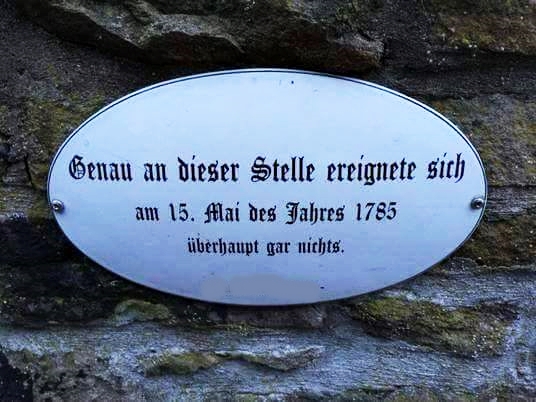 Genau an dieser Stelle ereignete sich
am 15. Mai des Jahres 1785
überhaupt gar nichts.